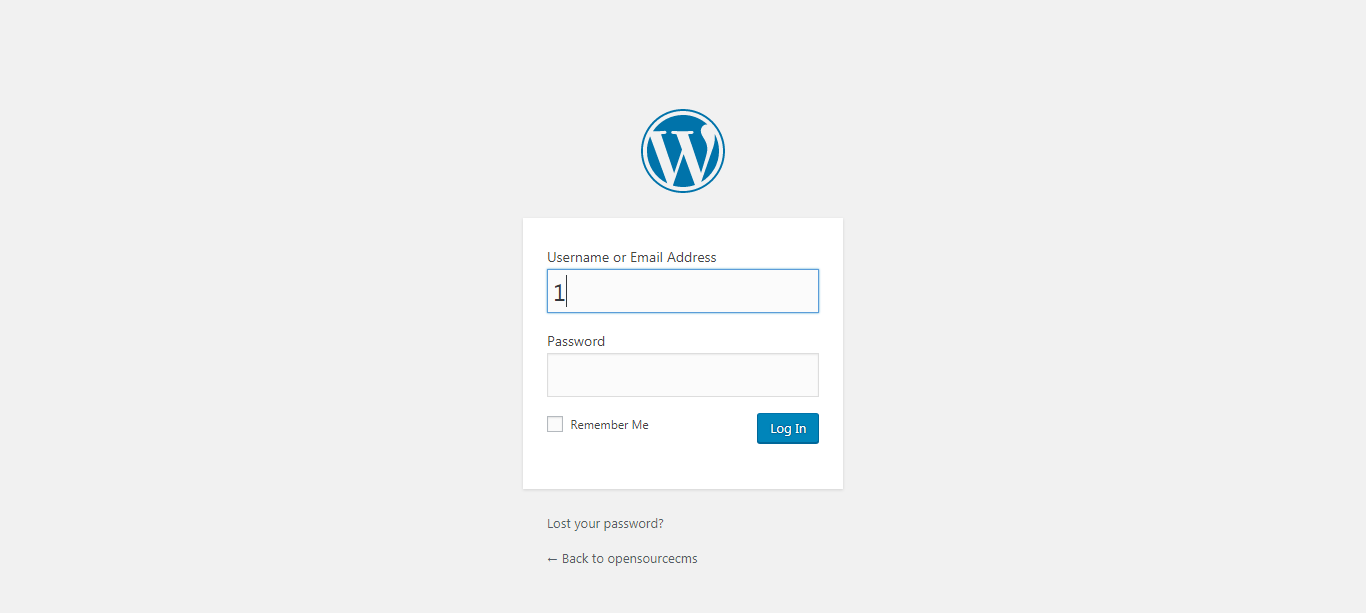 Username or Email Address
1
Password
Remember Me
Log In
Lost your password?
← Back to opensourcecms